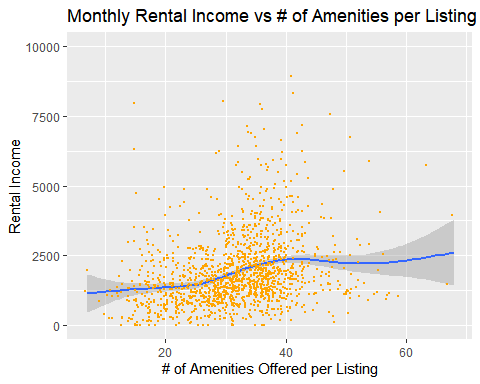 Monthly Rental Income vs # of Amenities per Listing
10000
7500
5000
2500
0
Rental Income
20 40 60
# of Amenities Offered per Listing